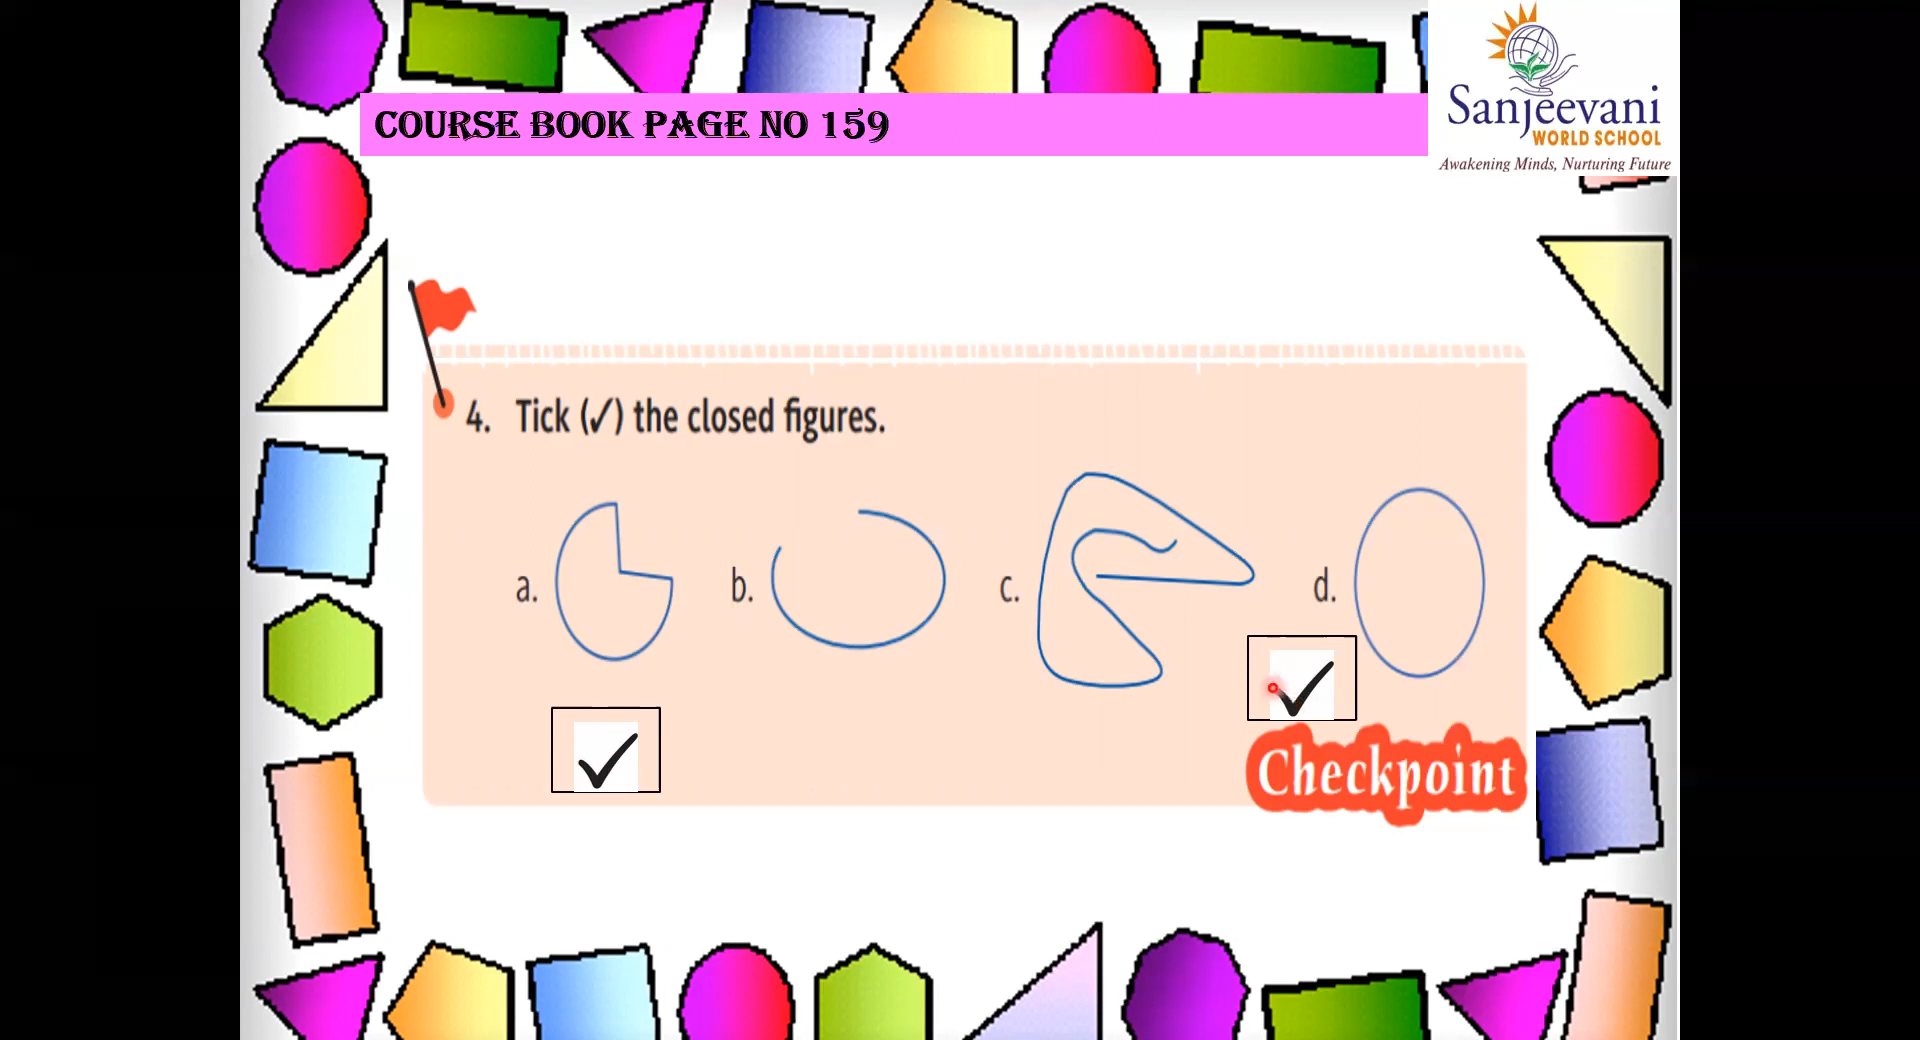 COURSE BOOK PAGE NO 159
Sanjeevani
WORLD SCHOOL
Awakening Minds, Nurturing Future
4. Tick (✓) the closed figures.
a. b. c. d.
Checkpoint